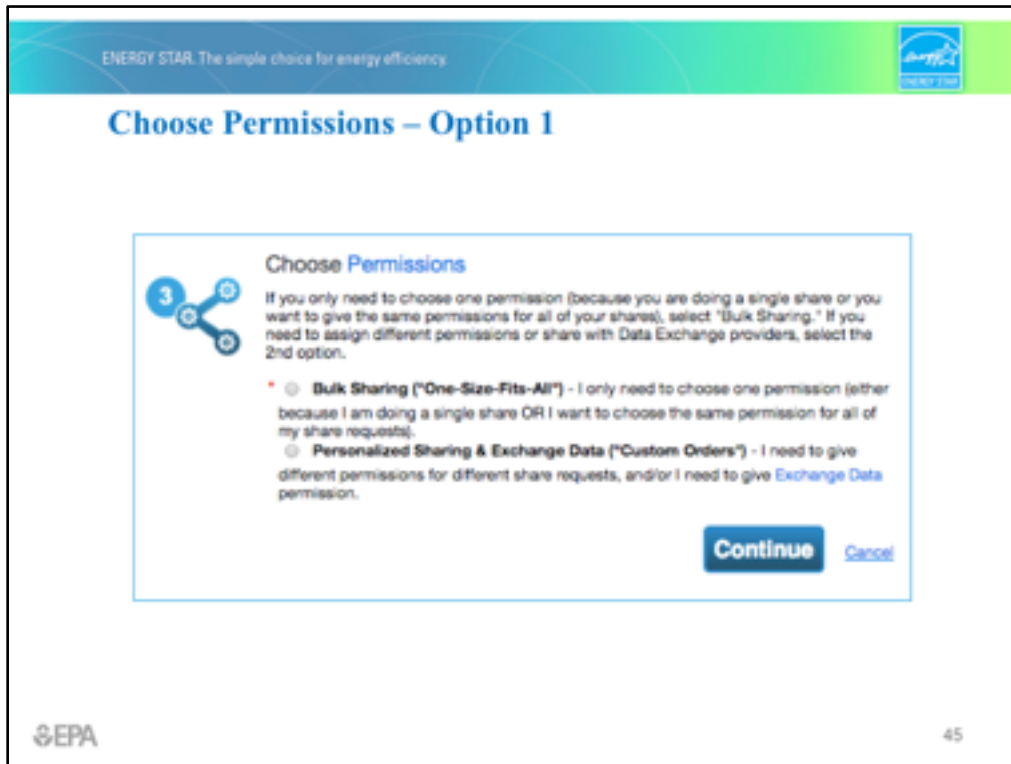 ENERGY STAR. The simple choice for energy efficiency.
ENERGY STAR
Choose Permissions – Option 1
3
Choose Permissions
If you only need to choose one permission (because you are doing a single share or you
want to give the same permissions for all of your shares), select "Bulk Sharing." If you
need to assign different permissions or share with Data Exchange providers, select the
2nd option.
* Bulk Sharing ("One-Size-Fits-All") - I only need to choose one permission (either
because I am doing a single share OR I want to choose the same permission for all of
my share requests).
Personalized Sharing & Exchange Data ("Custom Orders") - I need to give
different permissions for different share requests, and/or I need to give Exchange Data
permission.
Continue
Cancel
EPA
45